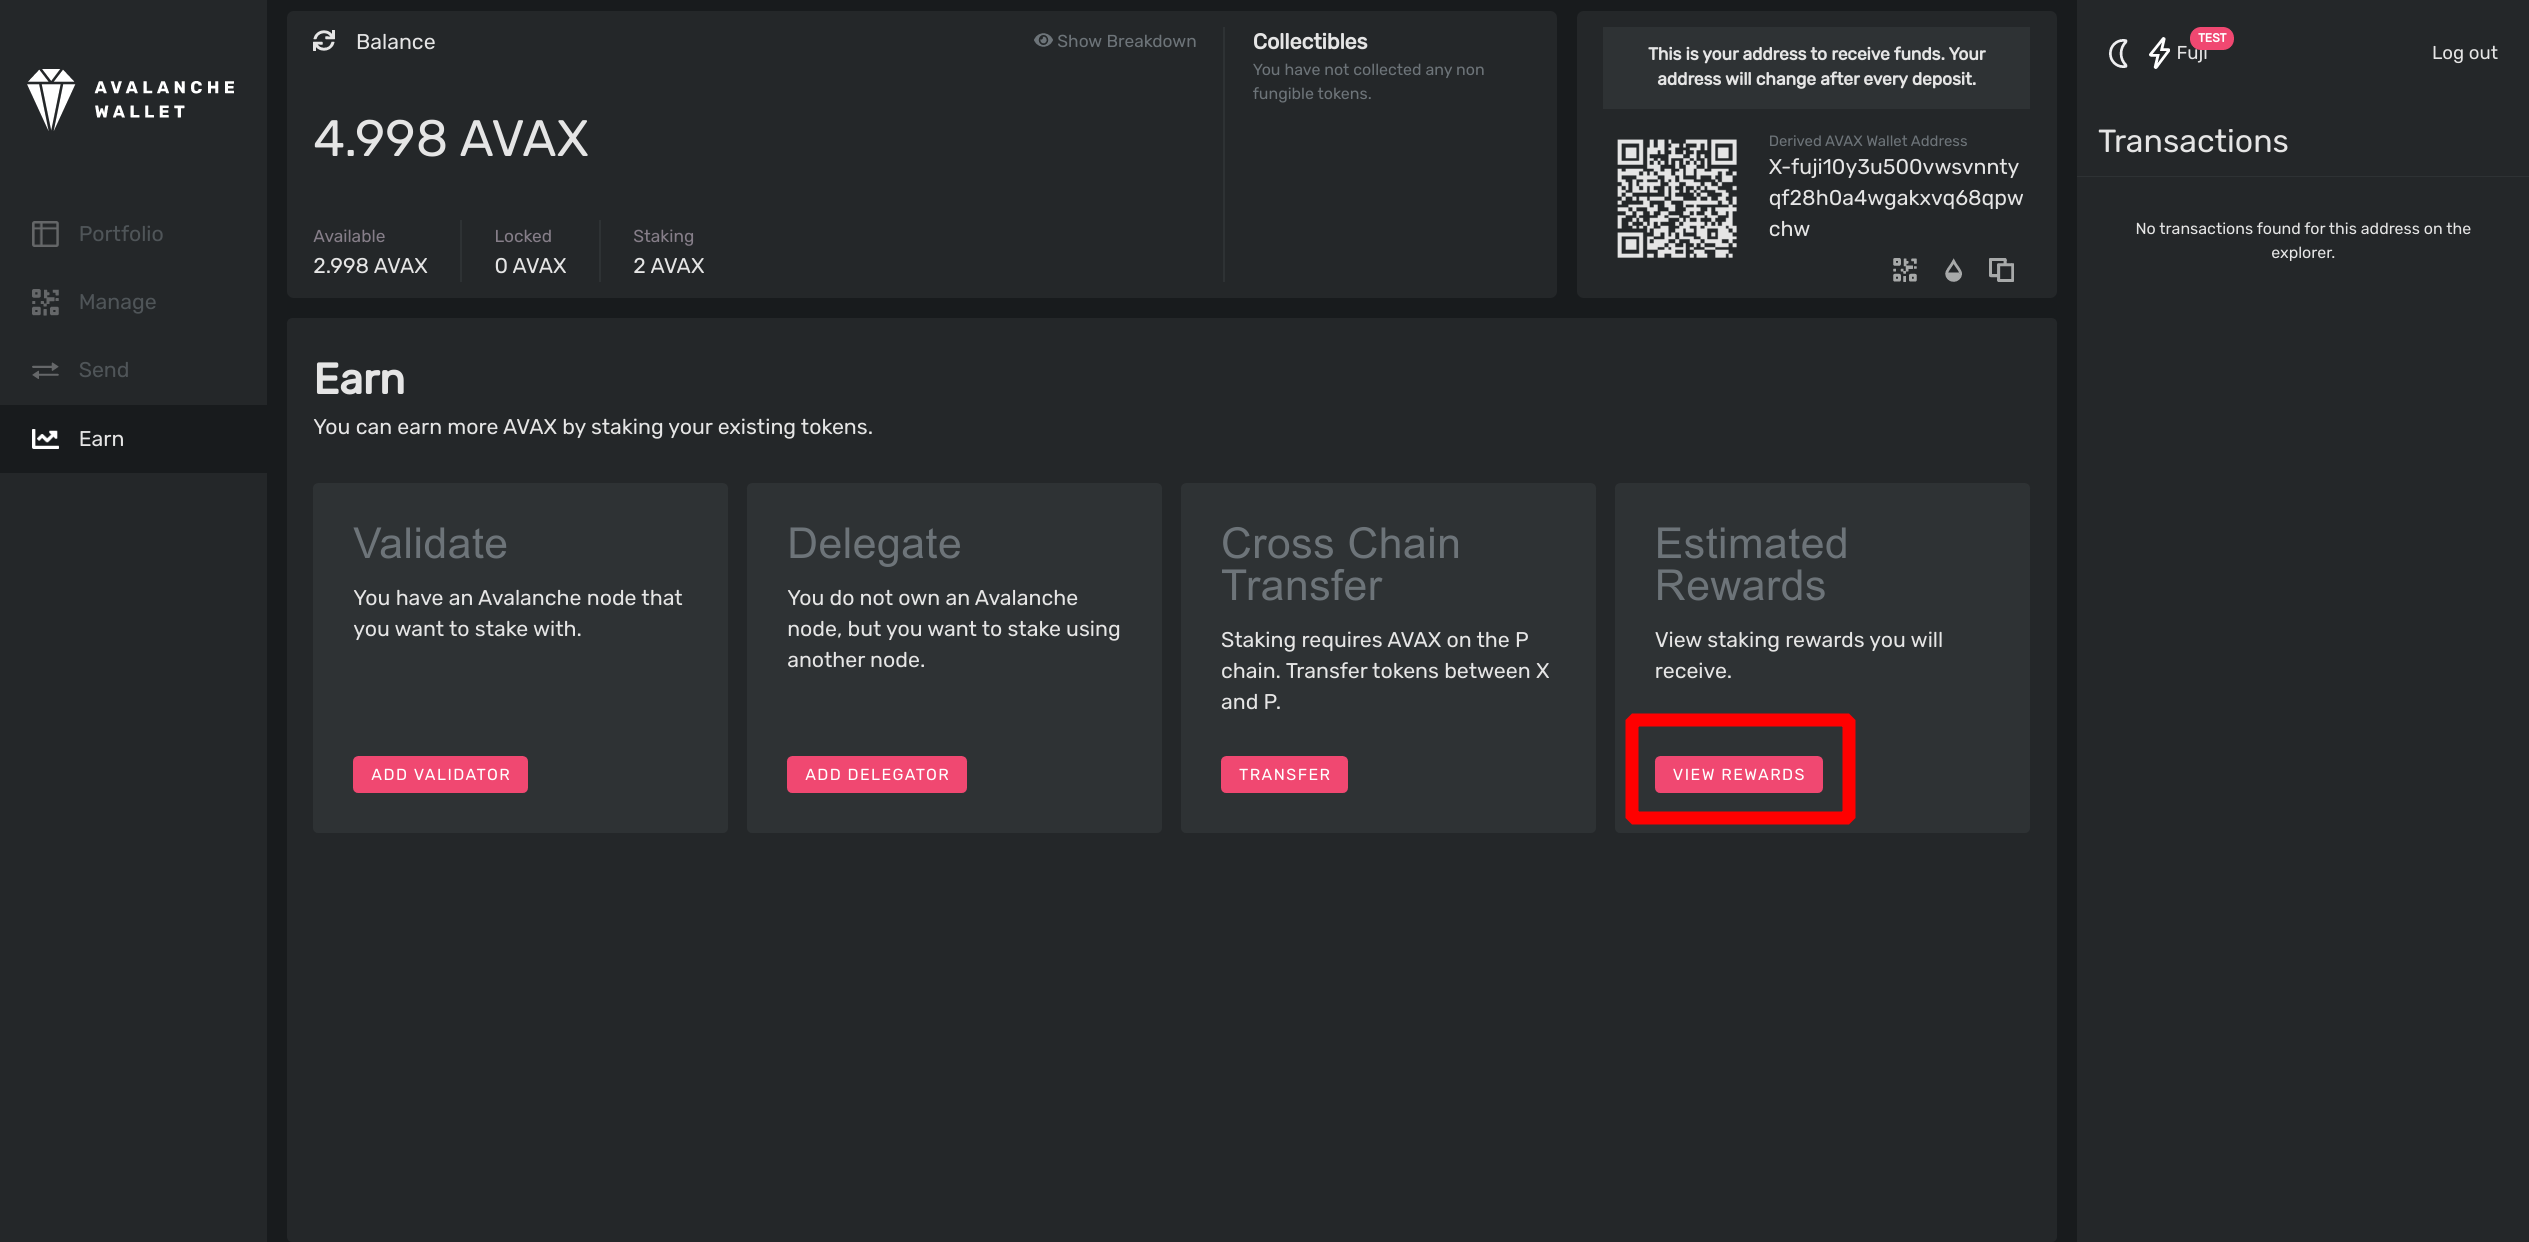 AVALANCHE
WALLET
Portfolio
Manage
Send
Earn
Balance
Show Breakdown
4.998 AVAX
Available
2.998 AVAX
Locked
0 AVAX
Staking
2 AVAX
Collectibles
You have not collected any non
fungible tokens.
This is your address to receive funds. Your
address will change after every deposit.
Derived AVAX Wallet Address
X-fuji10y3u500vwsvnnty
qf28h0a4wgakxvq68qpw
chw
Earn
You can earn more AVAX by staking your existing tokens.
Validate
You have an Avalanche node that
you want to stake with.
ADD VALIDATOR
Delegate
You do not own an Avalanche
node, but you want to stake using
another node.
ADD DELEGATOR
Cross Chain
Transfer
Staking requires AVAX on the P
chain. Transfer tokens between X
and P.
TRANSFER
Estimated
Rewards
View staking rewards you will
receive.
VIEW REWARDS
TEST
Fuji
Log out
Transactions
No transactions found for this address on the
explorer.